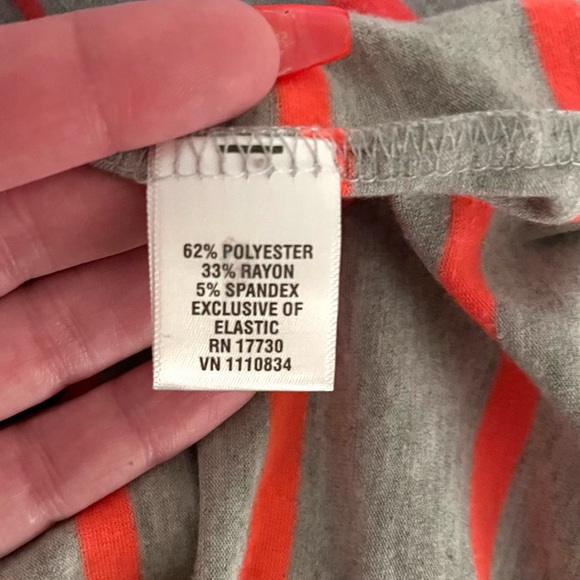 62% POLYESTER
33% RAYON
5% SPANDEX
EXCLUSIVE OF
ELASTIC
RN 17730
VN 1110834